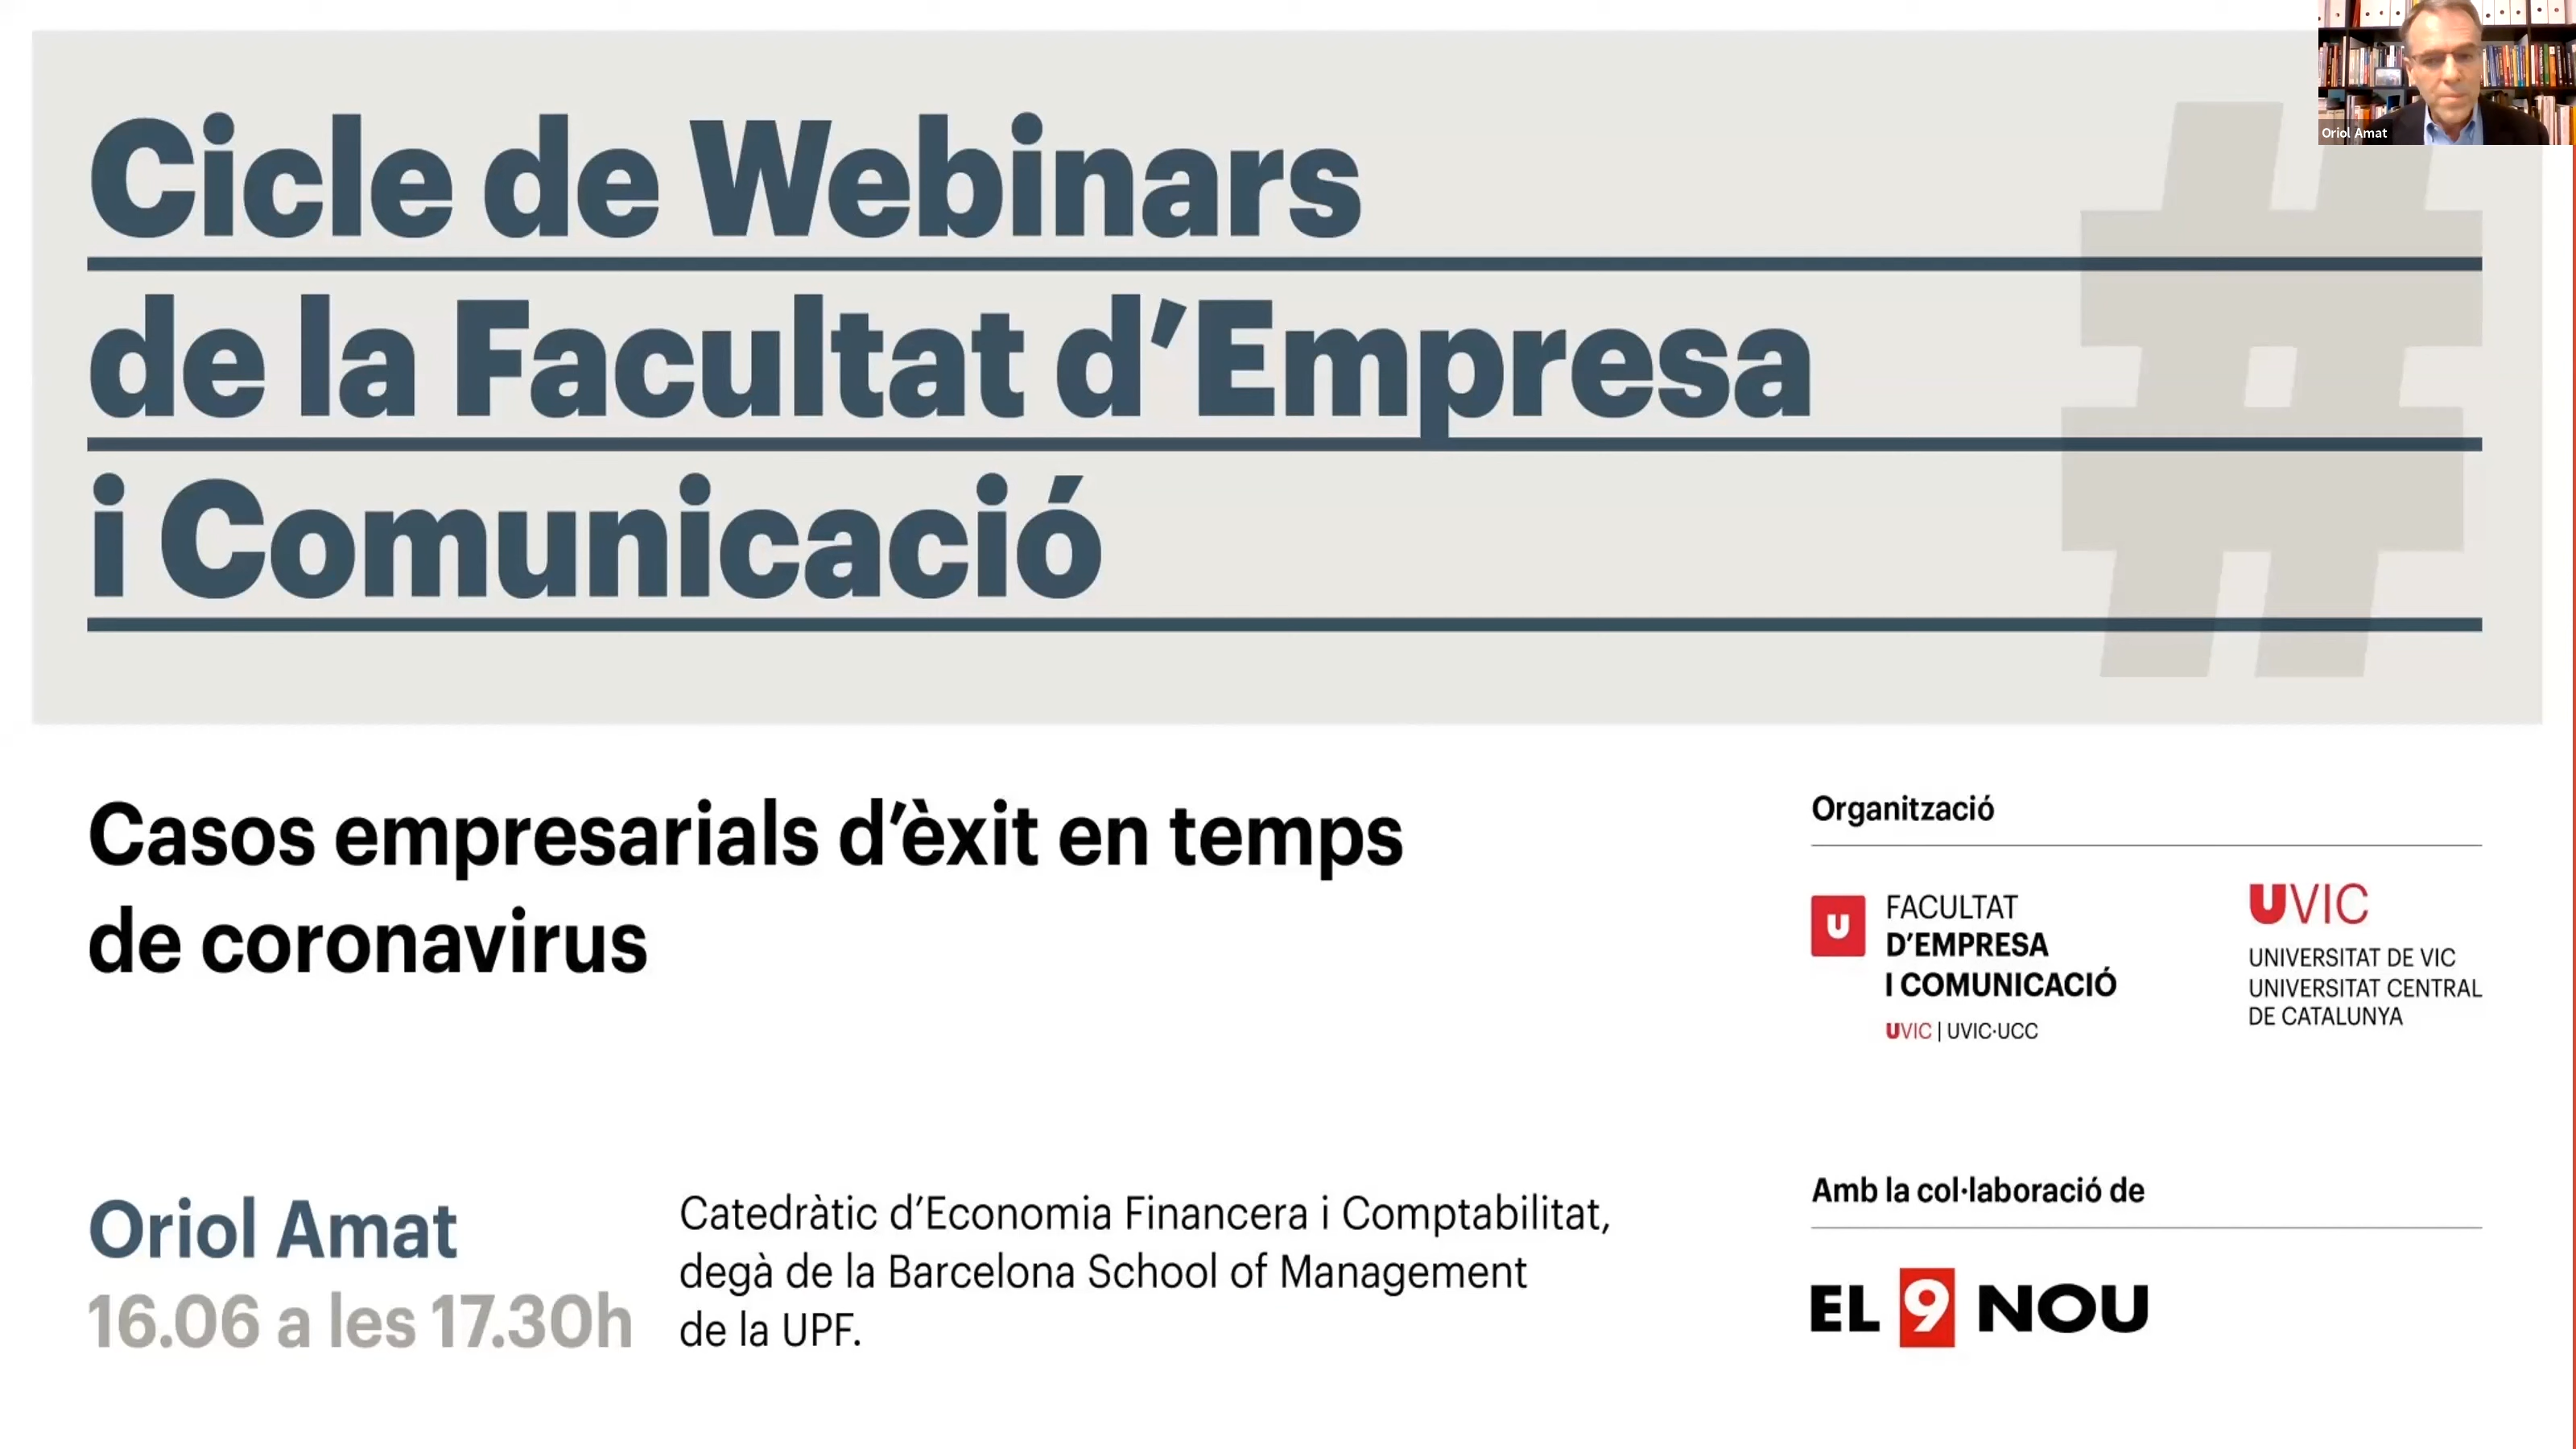 Oriol Amat
Cicle de Webinars
de la Facultat d’Empresa
i Comunicació
#
Casos empresarials d’èxit en temps
de coronavirus
Oriol Amat
16.06 a les 17.30h
Catedràtic d’Economia Financera i Comptabilitat,
degà de la Barcelona School of Management
de la UPF.
Organització
U
FACULTAT
D’EMPRESA
I COMUNICACIÓ
UVIC | UVIC·UCC
UVIC
UNIVERSITAT DE VIC
UNIVERSITAT CENTRAL
DE CATALUNYA
Amb la col·laboració de
EL 9 NOU